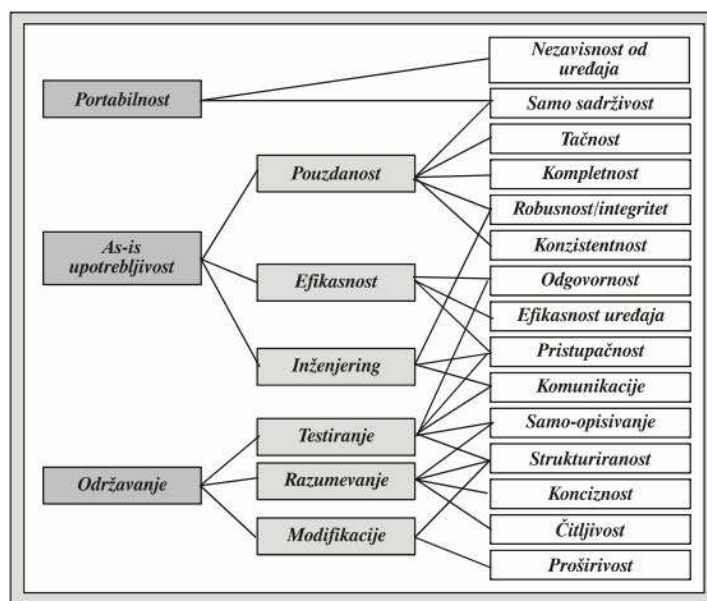 Portabilnost
As-is
upotrebljivost
Održavanje
Pouzdanost
Efikasnost
Inženjering
Testiranje
Razumevanje
Modifikacije
Nezavisnost od
uređaja
Samo sadrživost
Tačnost
Kompletnost
Robusnost/integritet
Konzistentnost
Odgovornost
Efikasnost uređaja
Pristupačnost
Komunikacije
Samo-opisivanje
Strukturiranost
Konciznost
Čitljivost
Proširivost